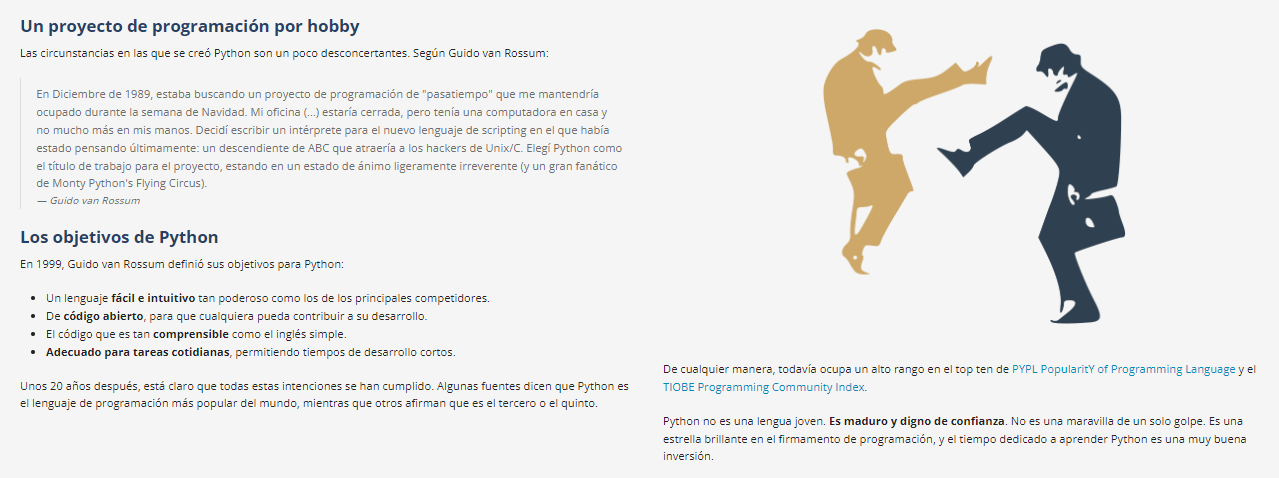 Un proyecto de programación por hobby
Las circunstancias en las que se creó Python son un poco desconcertantes. Según Guido van Rossum:
En Diciembre de 1989, estaba buscando un proyecto de programación de "pasatiempo" que me mantendría
ocupado durante la semana de Navidad. Mi oficina (...) estaría cerrada, pero tenía una computadora en casa y
no mucho más en mis manos. Decidí escribir un intérprete para el nuevo lenguaje de scripting en el que había
estado pensando últimamente: un descendiente de ABC que atraería a los hackers de Unix/C. Elegí Python como
el título de trabajo para el proyecto, estando en un estado de ánimo ligeramente irreverente (y un gran fanático
de Monty Python's Flying Circus).
— Guido van Rossum
Los objetivos de Python
En 1999, Guido van Rossum definió sus objetivos para Python:
• Un lenguaje fácil e intuitivo tan poderoso como los de los principales competidores.
• De código abierto, para que cualquiera pueda contribuir a su desarrollo.
• El código que es tan comprensible como el inglés simple.
• Adecuado para tareas cotidianas, permitiendo tiempos de desarrollo cortos.
Unos 20 años después, está claro que todas estas intenciones se han cumplido. Algunas fuentes dicen que Python es
el lenguaje de programación más popular del mundo, mientras que otros afirman que es el tercero o el quinto.
De cualquier manera, todavía ocupa un alto rango en el top ten de PYPL PopularitY of Programming Language y el
TIOBE Programming Community Index.
Python no es una lengua joven. Es maduro y digno de confianza. No es una maravilla de un solo golpe. Es una
estrella brillante en el firmamento de programación, y el tiempo dedicado a aprender Python es una muy buena
inversión.